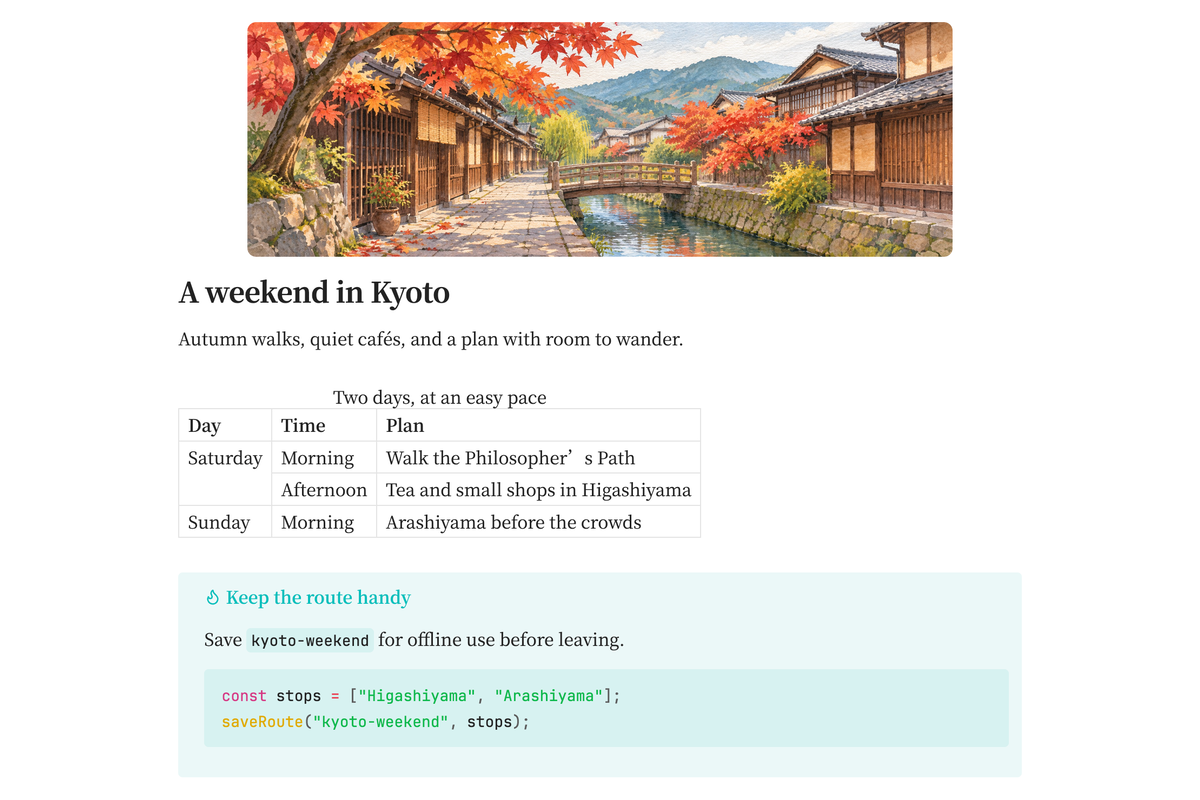 A weekend in Kyoto
Autumn walks, quiet cafés, and a plan with room to wander.
Two days, at an easy pace
Day Time Plan
Saturday Morning Walk the Philosopher’s Path
Afternoon Tea and small shops in Higashiyama
Sunday Morning Arashiyama before the crowds
Keep the route handy
Save kyoto-weekend for offline use before leaving.
const stops = ["Higashiyama", "Arashiyama"];
saveRoute("kyoto-weekend", stops);